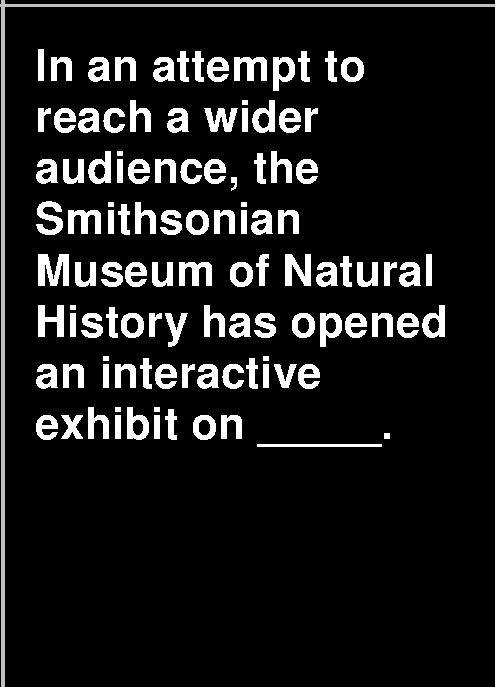 In an attempt to
reach a wider
audience, the
Smithsonian
Museum of Natural
History has opened
an interactive
exhibit on ______.